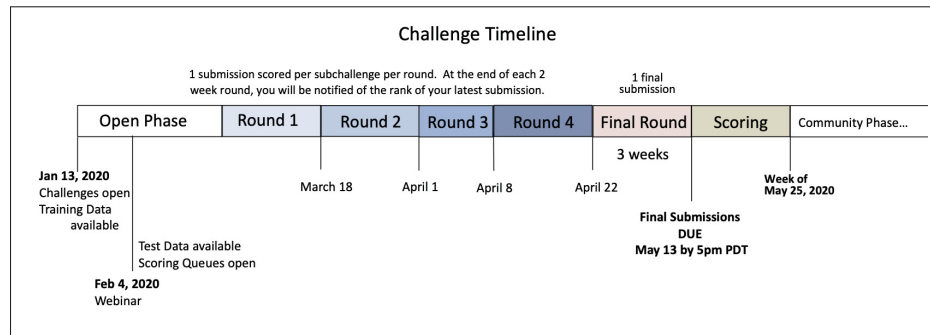 Challenge Timeline
1 submission scored per subchallenge per round. At the end of each 2
week round, you will be notified of the rank of your latest submission.
1 final
submission
Open Phase
Round 1
Round 2
Round 3
Round 4
Final Round
Scoring
Community Phase...
3 weeks
Jan 13, 2020
Challenges open
Training Data
available
March 18
April 1
April 8
April 22
Week of
May 25, 2020
Final Submissions
DUE
May 13 by 5pm PDT
Test Data available
Scoring Queues open
Feb 4, 2020
Webinar